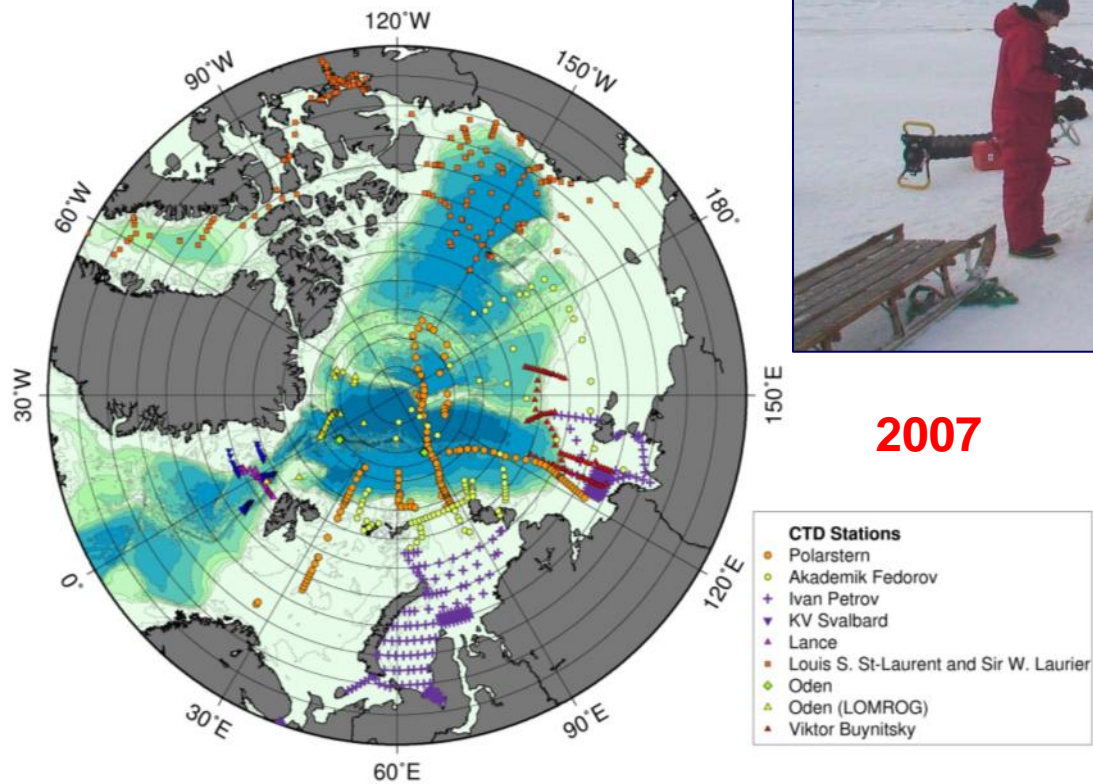 120°W
90°W
150°W
60°W
180°
30°W
150°E
2007
0°
120°E
30°E
90°E
60°E
CTD Stations
Polarstern
Akademik Fedorov
Ivan Petrov
KV Svalbard
Lance
Louis S. St-Laurent and Sir W. Laurier
Oden
Oden (LOMROG)
Viktor Buynitsky